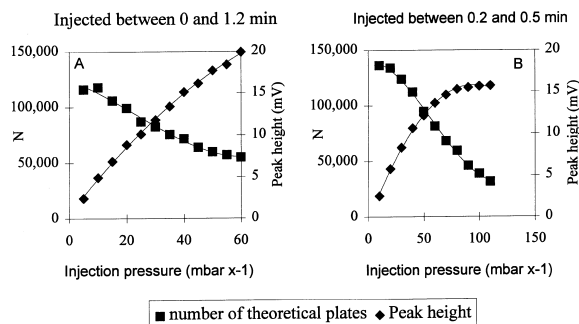 Injected between 0 and 1.2 min
Injected between 0.2 and 0.5 min
A
150,000
100,000
50,000
0
N
20
15
10
5
0
Peak height (mV)
0 20 40 60
Injection pressure (mbar x-1)
B
150,000
100,000
50,000
0
N
20
15
10
5
0
Peak height (mV)
0 50 100 150
Injection pressure (mbar x-1)
number of theoretical plates Peak height